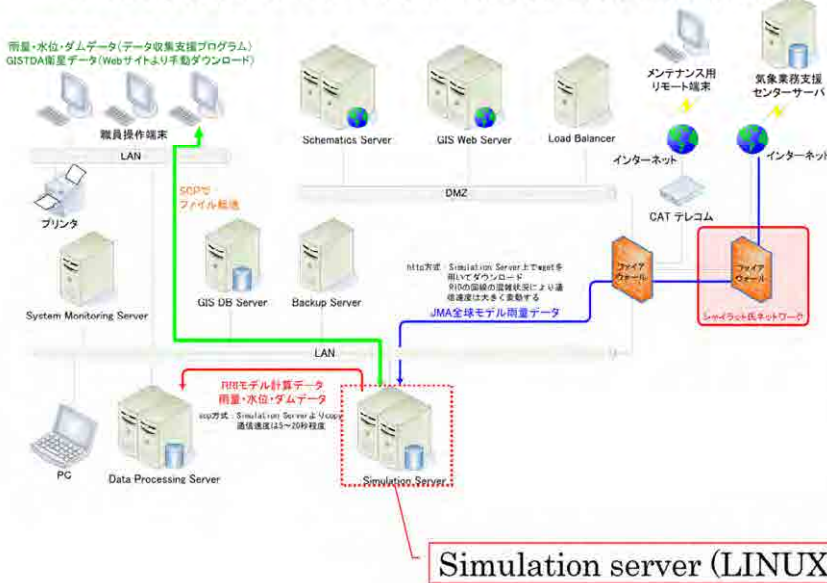 雨量・水位・ダムデータ(データ収集支援プログラム)
GISTDA衛星データ(Webサイトより手動ダウンロード)
職員操作端末
LAN
プリンタ
SCPで
ファイル転送
Schematics Server
GIS Web Server
Load Balancer
DMZ
メンテナンス用
リモート端末
気象業務支援
センターサーバ
インターネット
インターネット
CAT テレコム
ファイア
ウォール
ファイア
ウォール
シャイラット氏ネットワーク
System Monitoring Server
GIS DB Server
Backup Server
http方式：Simulation Server上でwgetを
用いてダウンロード
RIDの回線の混雑状況により通
信速度は大きく変動する
JMA全球モデル雨量データ
LAN
RRIモデル計算データ
雨量・水位・ダムデータ
scp方式：Simulation Serverよりcopy
通信速度は5～20秒程度
PC
Data Processing Server
Simulation Server
Simulation server (LINUX